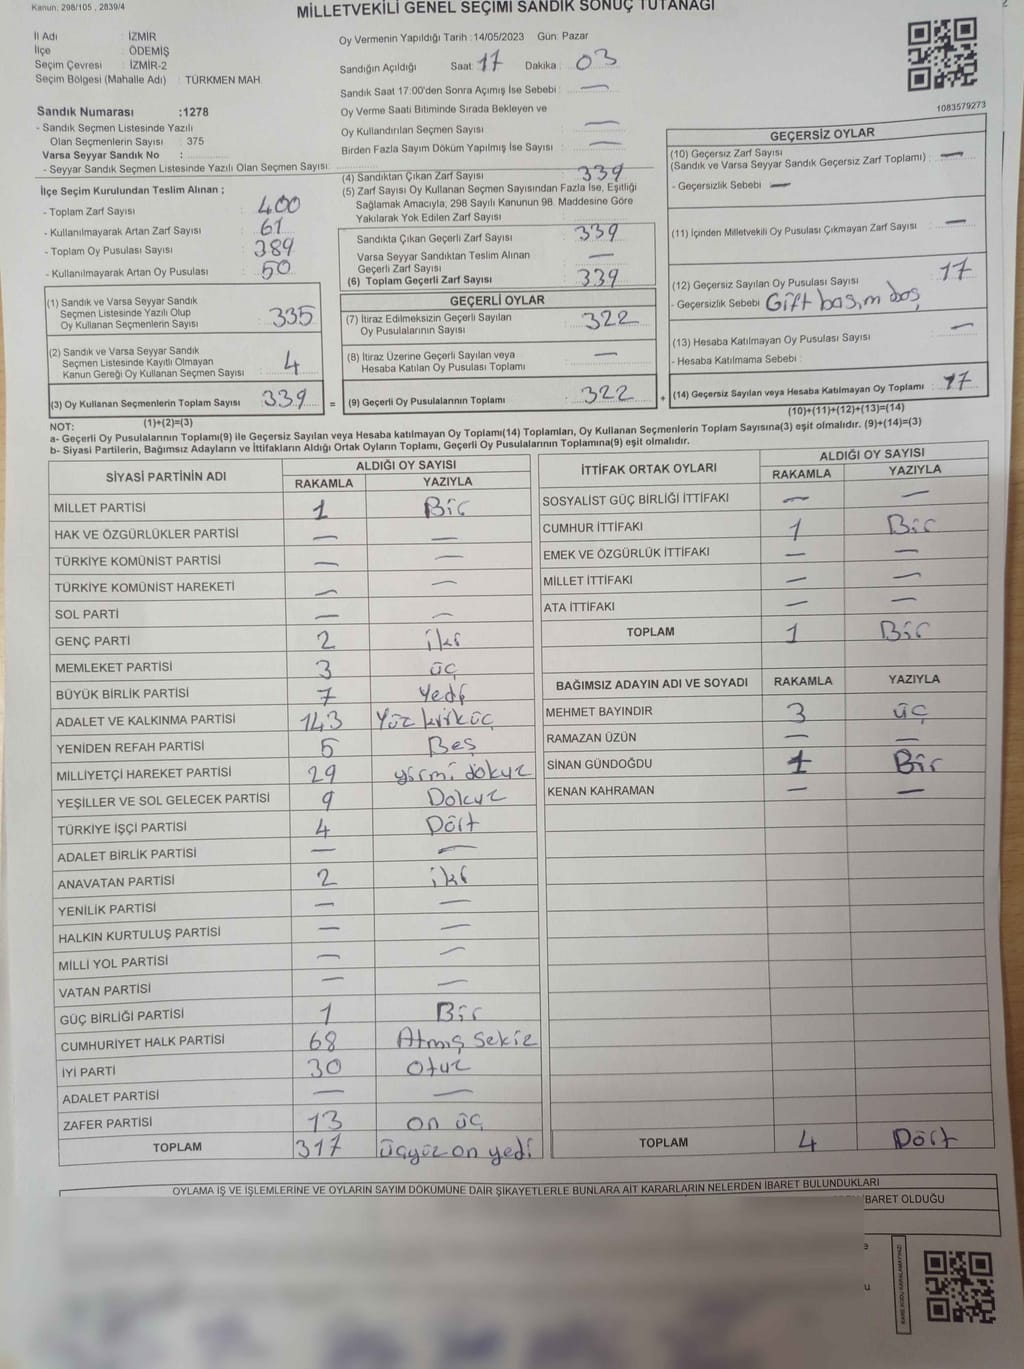 Kanun. 298/105 , 2839/4
MİLLETVEKİLİ GENEL SEÇİMİ SANDIK SONUÇ TUTANAĞI
İl Adı : İZMİR
İlçe : ÖDEMİŞ
Seçim Çevresi : İZMİR-2
Seçim Bölgesi (Mahalle Adı) : TÜRKMEN MAH.
Oy Vermenin Yapıldığı Tarih :14/05/2023 Gün: Pazar
Sandığın Açıldığı Saat: 17 Dakika : 03
Sandık Saat 17:00'den Sonra Açımış İse Sebebi : —
Oy Verme Saati Bitiminde Sırada Bekleyen ve
Oy Kullandırılan Seçmen Sayısı : —
Birden Fazla Sayım Döküm Yapılmış İse Sayısı : —
1083579273
Sandık Numarası :1278
- Sandık Seçmen Listesinde Yazılı
Olan Seçmenlerin Sayısı : 375
Varsa Seyyar Sandık No :
- Seyyar Sandık Seçmen Listesinde Yazılı Olan Seçmen Sayısı:
İlçe Seçim Kurulundan Teslim Alınan ;
- Toplam Zarf Sayısı : 400
- Kullanılmayarak Artan Zarf Sayısı : 61
- Toplam Oy Pusulası Sayısı : 389
- Kullanılmayarak Artan Oy Pusulası : 50
(1) Sandık ve Varsa Seyyar Sandık
Seçmen Listesinde Yazılı Olup
Oy Kullanan Seçmenlerin Sayısı : 335
(2) Sandık ve Varsa Seyyar Sandık
Seçmen Listesinde Kayıtlı Olmayan
Kanun Gereği Oy Kullanan Seçmen Sayısı : 4
(3) Oy Kullanan Seçmenlerin Toplam Sayısı : 339
(1)+(2)=(3)
(4) Sandıktan Çıkan Zarf Sayısı : 339
(5) Zarf Sayısı Oy Kullanan Seçmen Sayısından Fazla İse, Eşitliği
Sağlamak Amacıyla, 298 Sayılı Kanunun 98. Maddesine Göre
Yakılarak Yok Edilen Zarf Sayısı :
Sandıkta Çıkan Geçerli Zarf Sayısı : 339
Varsa Seyyar Sandıktan Teslim Alınan
Geçerli Zarf Sayısı : —
(6) Toplam Geçerli Zarf Sayısı : 339
GEÇERLİ OYLAR
(7) İtiraz Edilmeksizin Geçerli Sayılan
Oy Pusulalarının Sayısı : 322
(8) İtiraz Üzerine Geçerli Sayılan veya
Hesaba Katılan Oy Pusulası Toplamı : —
= (9) Geçerli Oy Pusulalarının Toplamı : 322
GEÇERSİZ OYLAR
(10) Geçersiz Zarf Sayısı
(Sandık ve Varsa Seyyar Sandık Geçersiz Zarf Toplamı) : —
- Geçersizlik Sebebi : —
(11) İçinden Milletvekili Oy Pusulası Çıkmayan Zarf Sayısı : —
(12) Geçersiz Sayılan Oy Pusulası Sayısı : 17
- Geçersizlik Sebebi : Çift basım boş
(13) Hesaba Katılmayan Oy Pusulası Sayısı : —
- Hesaba Katılmama Sebebi :
+ (14) Geçersiz Sayılan veya Hesaba Katılmayan Oy Toplamı : 17
(10)+(11)+(12)+(13)=(14)
NOT:
a- Geçerli Oy Pusulalarının Toplamı(9) ile Geçersiz Sayılan veya Hesaba katılmayan Oy Toplamı(14) Toplamları, Oy Kullanan Seçmenlerin Toplam Sayısına(3) eşit olmalıdır. (9)+(14)=(3)
b- Siyasi Partilerin, Bağımsız Adayların ve İttifakların Aldığı Ortak Oyların Toplamı, Geçerli Oy Pusulalarının Toplamına(9) eşit olmalıdır.
SİYASİ PARTİNİN ADI ALDIĞI OY SAYISI
RAKAMLA YAZIYLA
MİLLET PARTİSİ 1 Bir
HAK VE ÖZGÜRLÜKLER PARTİSİ — —
TÜRKİYE KOMÜNİST PARTİSİ — —
TÜRKİYE KOMÜNİST HAREKETİ — —
SOL PARTİ — —
GENÇ PARTİ 2 iki
MEMLEKET PARTİSİ 3 üç
BÜYÜK BİRLİK PARTİSİ 7 Yedi
ADALET VE KALKINMA PARTİSİ 143 Yüz kırk üç
YENİDEN REFAH PARTİSİ 5 Beş
MİLLİYETÇİ HAREKET PARTİSİ 29 yirmi dokuz
YEŞİLLER VE SOL GELECEK PARTİSİ 9 Dokuz
TÜRKİYE İŞÇİ PARTİSİ 4 Dört
ADALET BİRLİK PARTİSİ — —
ANAVATAN PARTİSİ 2 iki
YENİLİK PARTİSİ — —
HALKIN KURTULUŞ PARTİSİ — —
MİLLİ YOL PARTİSİ — —
VATAN PARTİSİ — —
GÜÇ BİRLİĞİ PARTİSİ 1 Bir
CUMHURİYET HALK PARTİSİ 68 Atmış sekiz
İYİ PARTİ 30 Otuz
ADALET PARTİSİ — —
ZAFER PARTİSİ 13 on üç
TOPLAM 317 üçyüz on yedi
İTTİFAK ORTAK OYLARI ALDIĞI OY SAYISI
RAKAMLA YAZIYLA
SOSYALİST GÜÇ BİRLİĞİ İTTİFAKI — —
CUMHUR İTTİFAKI 1 Bir
EMEK VE ÖZGÜRLÜK İTTİFAKI — —
MİLLET İTTİFAKI — —
ATA İTTİFAKI — —
TOPLAM 1 Bir
BAĞIMSIZ ADAYIN ADI VE SOYADI RAKAMLA YAZIYLA
MEHMET BAYINDIR 3 üç
RAMAZAN ÜZÜN — —
SİNAN GÜNDOĞDU 1 Bir
KENAN KAHRAMAN — —
TOPLAM 4 Dört
OYLAMA İŞ VE İŞLEMLERİNE VE OYLARIN SAYIM DÖKÜMÜNE DAİR ŞİKAYETLERLE BUNLARA AİT KARARLARIN NELERDEN İBARET BULUNDUKLARI
İBARET OLDUĞU